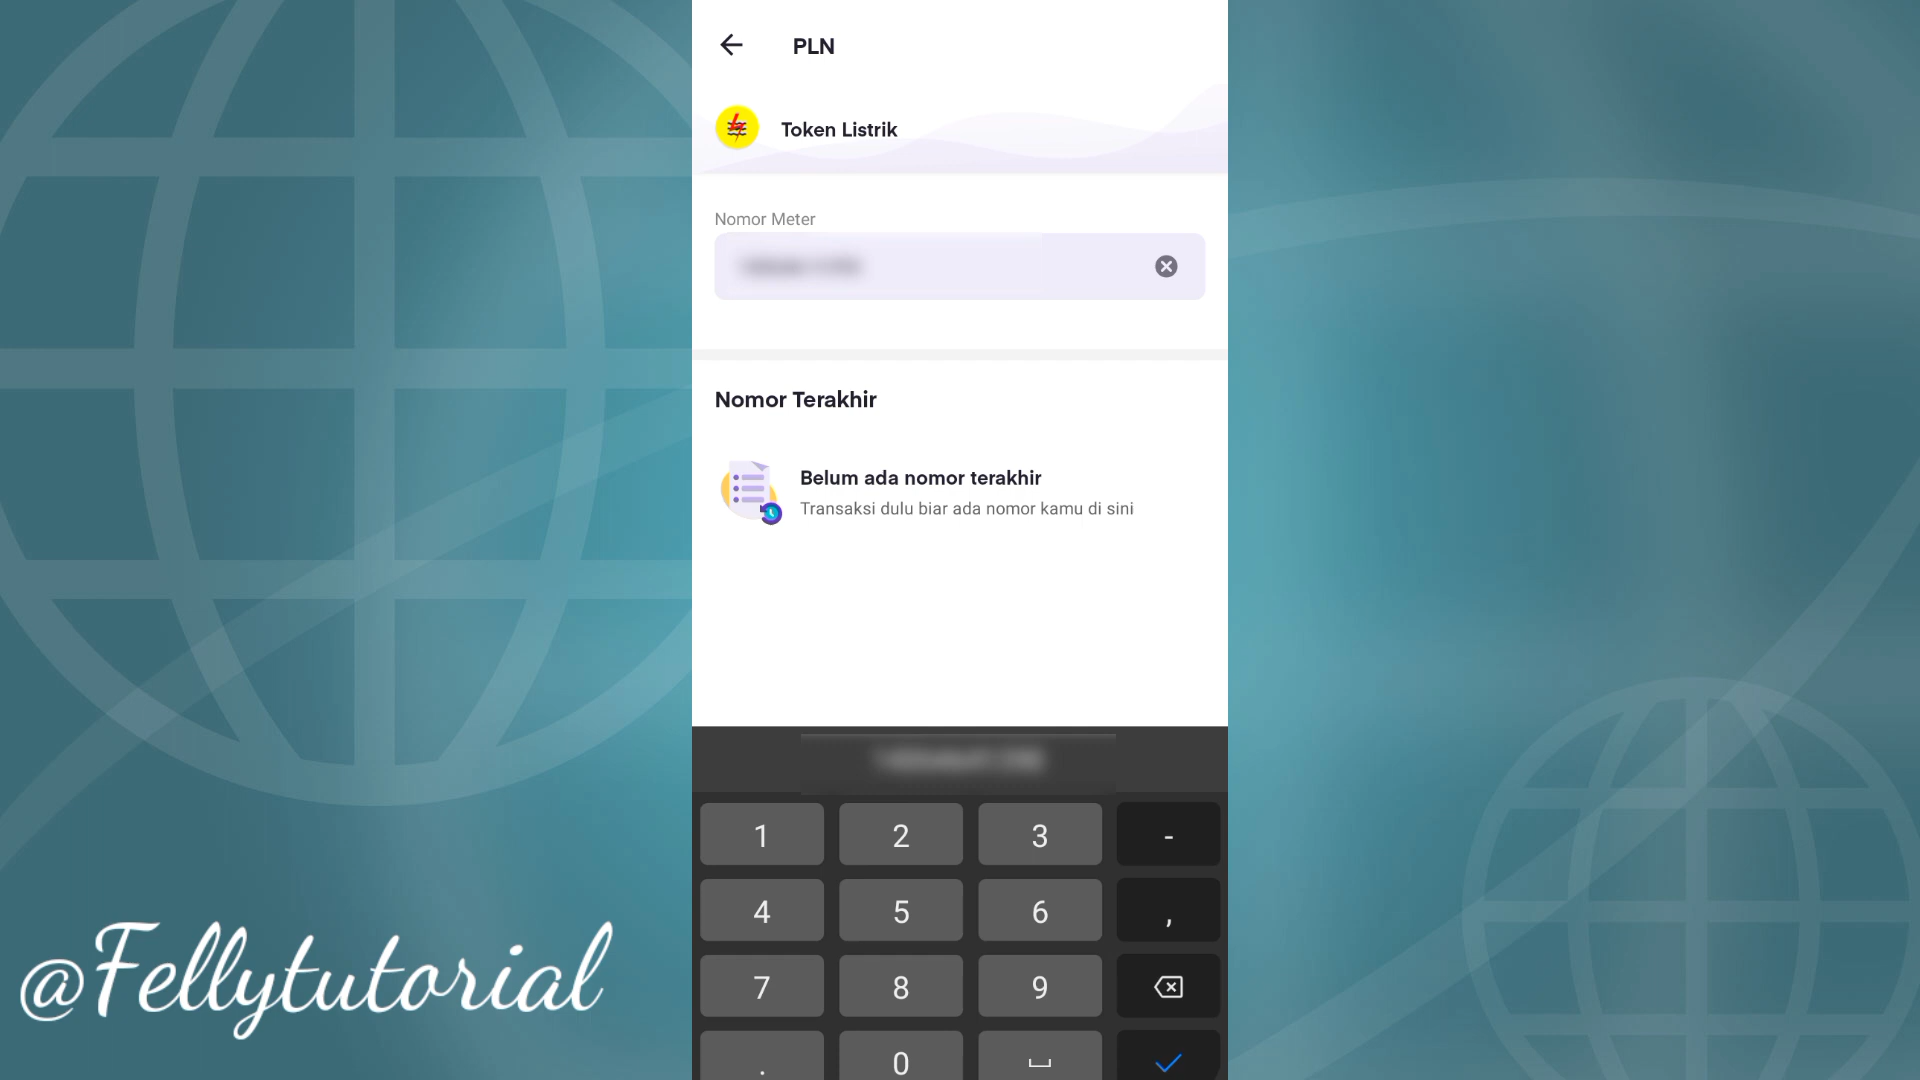 PLN
Token Listrik
Nomor Meter
Nomor Terakhir
Belum ada nomor terakhir
Transaksi dulu biar ada nomor kamu di sini
1 2 3 -
4 5 6 ,
7 8 9
. 0
@Fellytutorial